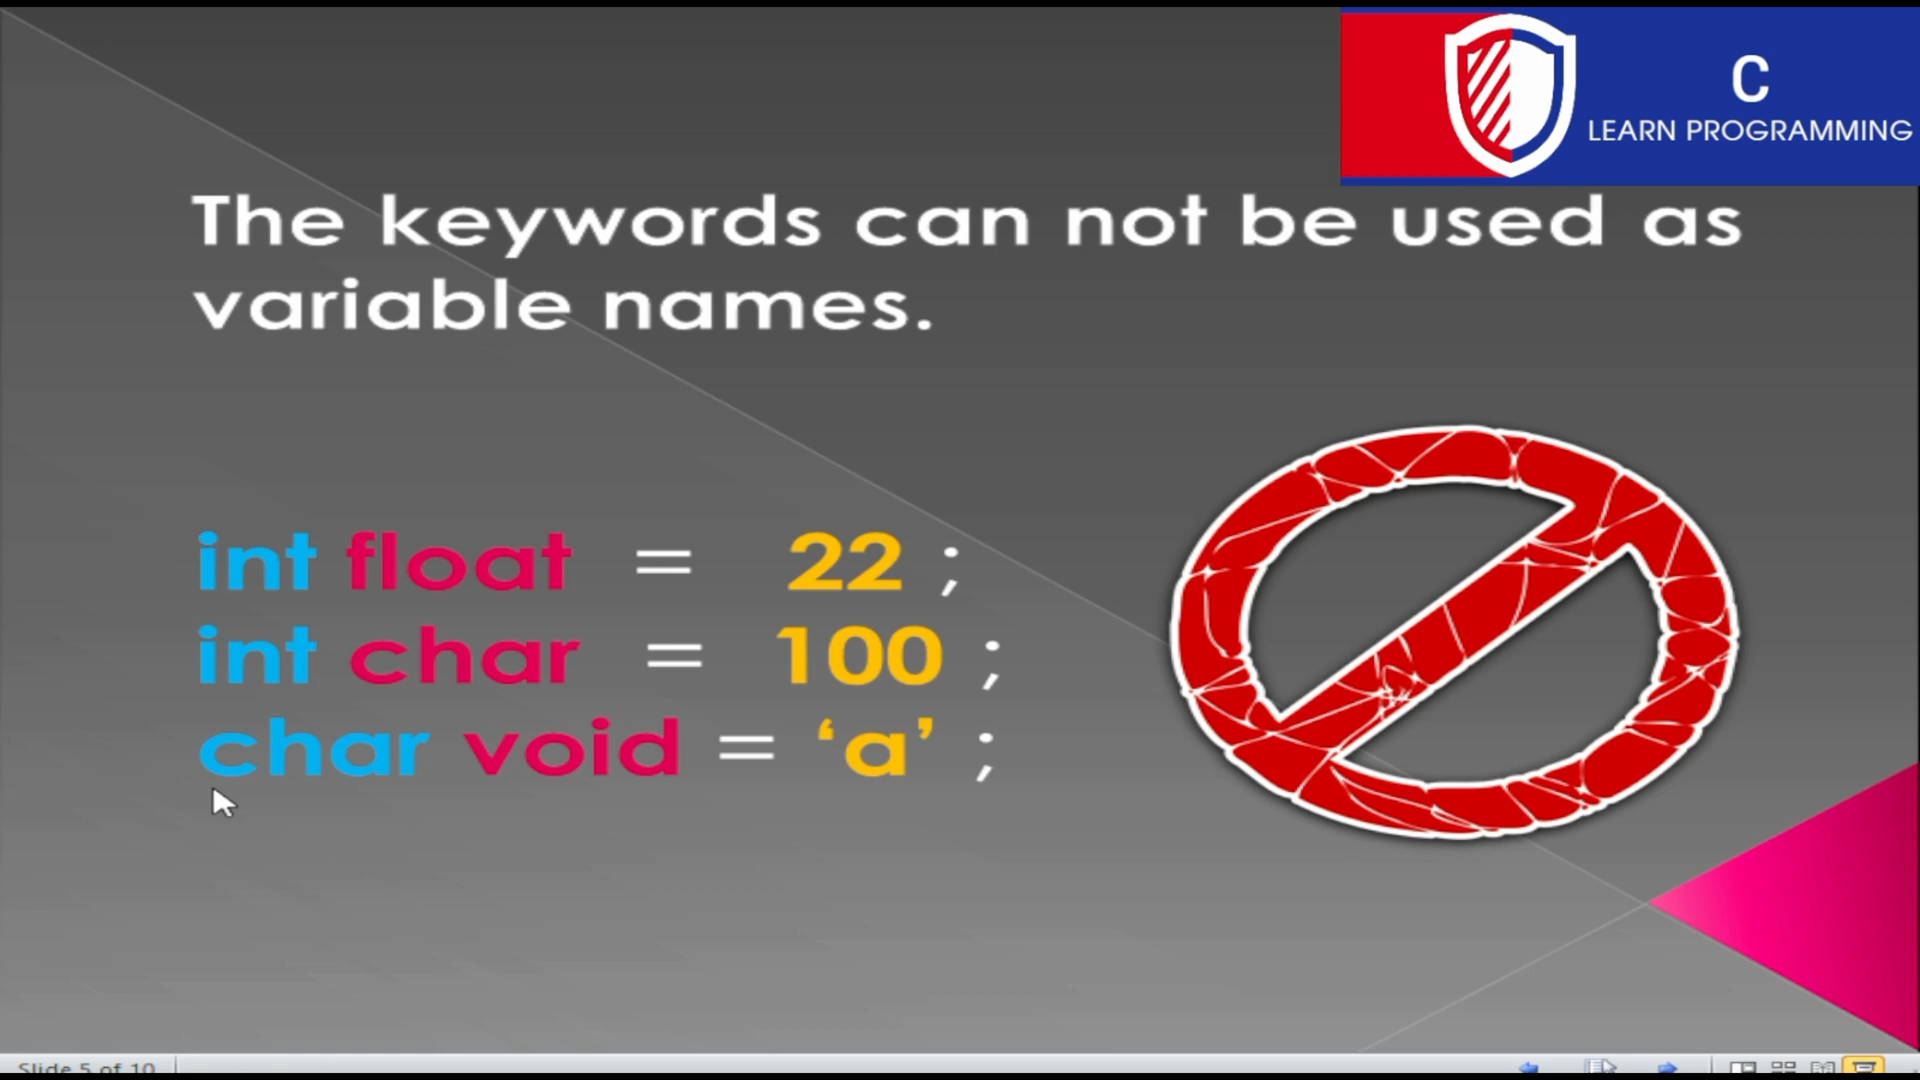 C
LEARN PROGRAMMING
The keywords can not be used as
variable names.
int float = 22 ;
int char = 100 ;
char void = ‘a’ ;
Slide 5 of 10